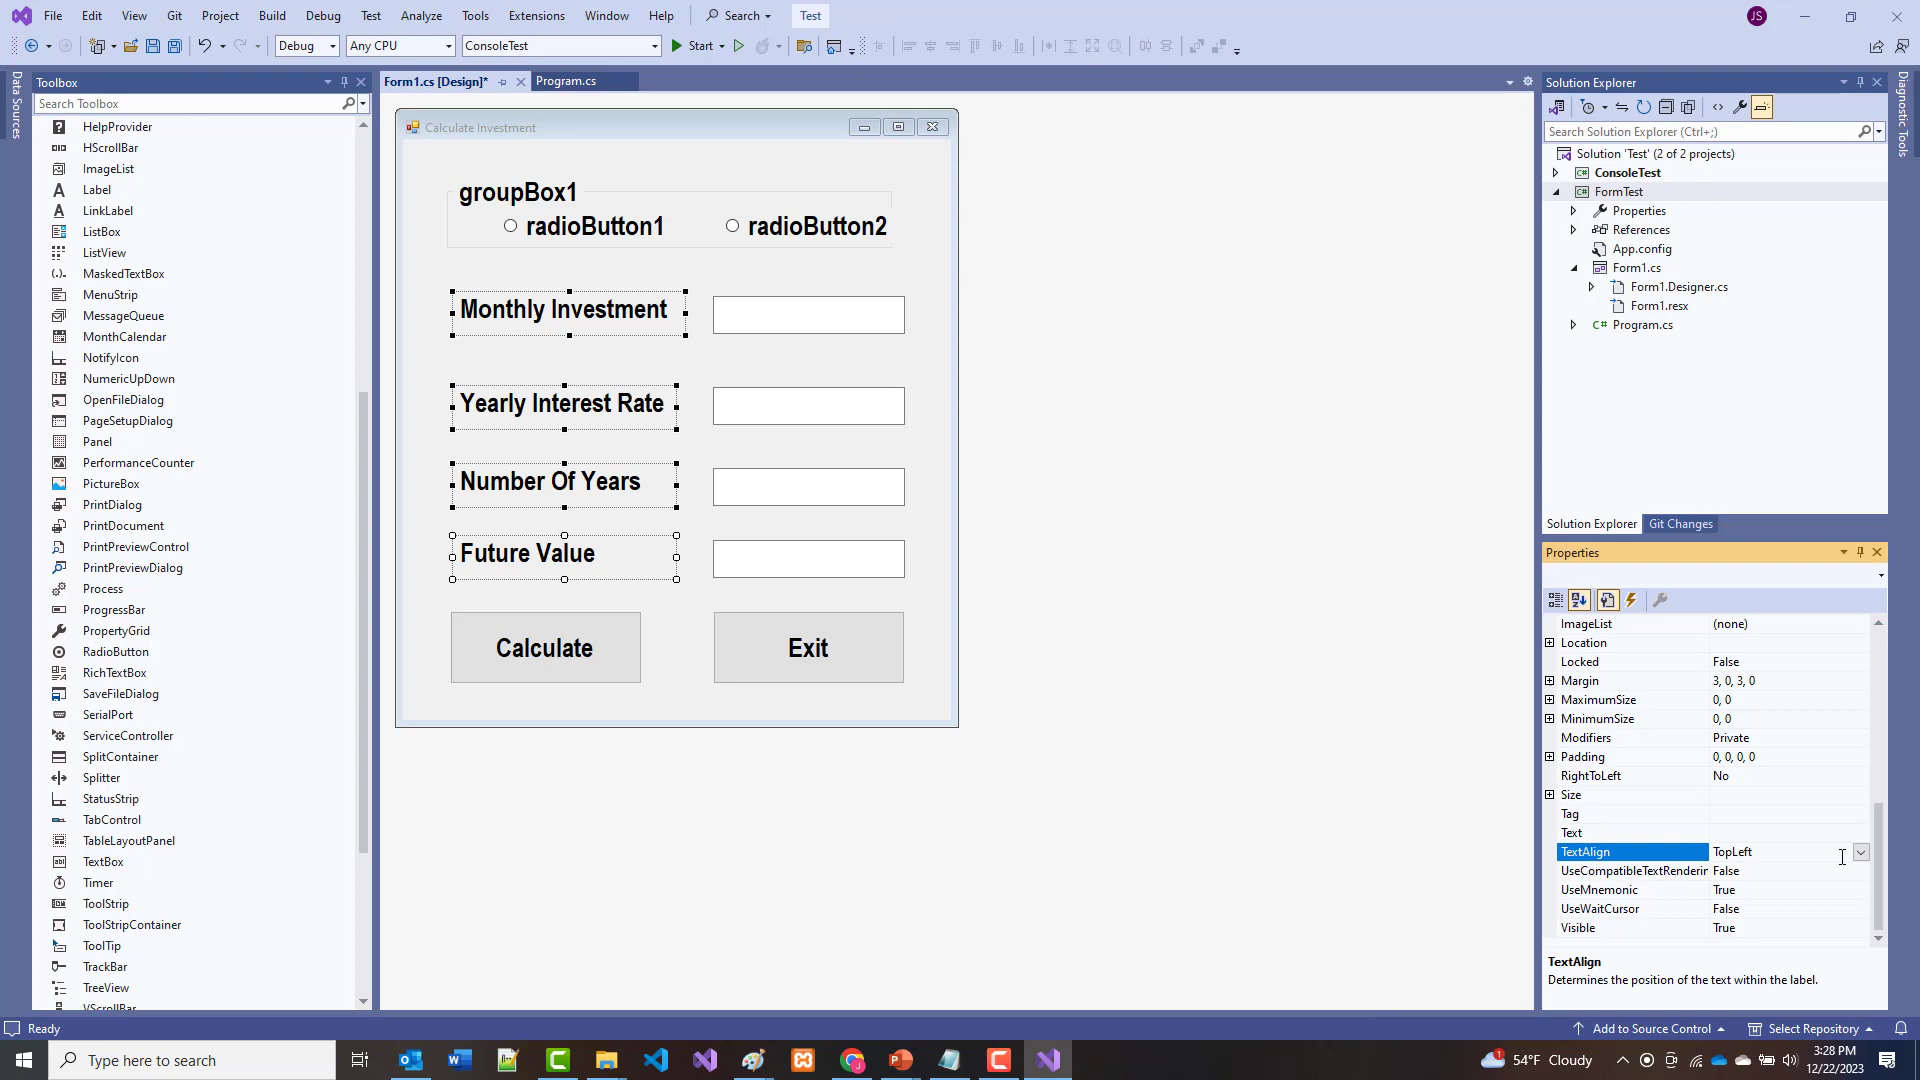 File Edit View Git Project Build Debug Test Analyze Tools Extensions Window Help Search Test JS
Debug Any CPU ConsoleTest Start
Data Sources
Toolbox
Search Toolbox
HelpProvider
HScrollBar
ImageList
Label
LinkLabel
ListBox
ListView
MaskedTextBox
MenuStrip
MessageQueue
MonthCalendar
NotifyIcon
NumericUpDown
OpenFileDialog
PageSetupDialog
Panel
PerformanceCounter
PictureBox
PrintDialog
PrintDocument
PrintPreviewControl
PrintPreviewDialog
Process
ProgressBar
PropertyGrid
RadioButton
RichTextBox
SaveFileDialog
SerialPort
ServiceController
SplitContainer
Splitter
StatusStrip
TabControl
TableLayoutPanel
TextBox
Timer
ToolStrip
ToolStripContainer
ToolTip
TrackBar
TreeView
VScrollBar
Form1.cs [Design]* Program.cs
Calculate Investment
groupBox1
radioButton1 radioButton2
Monthly Investment
Yearly Interest Rate
Number Of Years
Future Value
Calculate Exit
Solution Explorer
Search Solution Explorer (Ctrl+;)
Solution 'Test' (2 of 2 projects)
ConsoleTest
FormTest
Properties
References
App.config
Form1.cs
Form1.Designer.cs
Form1.resx
C# Program.cs
Solution Explorer Git Changes
Properties
ImageList (none)
Location
Locked False
Margin 3, 0, 3, 0
MaximumSize 0, 0
MinimumSize 0, 0
Modifiers Private
Padding 0, 0, 0, 0
RightToLeft No
Size
Tag
Text
TextAlign TopLeft
UseCompatibleTextRenderin False
UseMnemonic True
UseWaitCursor False
Visible True
TextAlign
Determines the position of the text within the label.
Diagnostic Tools
Ready Add to Source Control Select Repository
Type here to search 54°F Cloudy 3:28 PM
12/22/2023